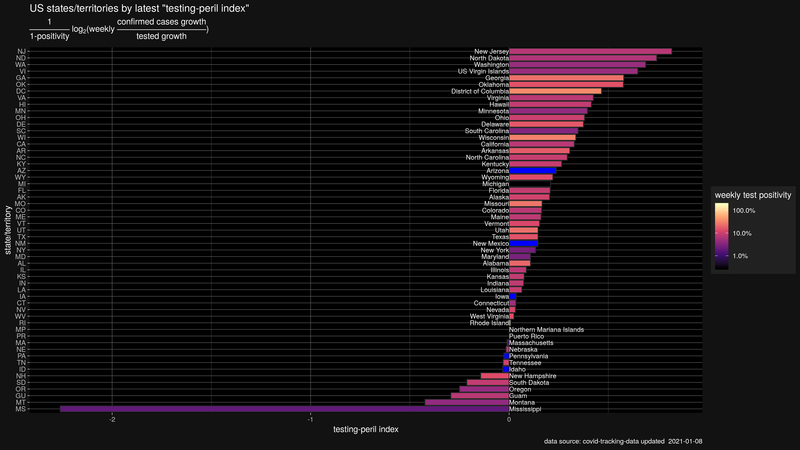 US states/territories by latest "testing-peril index"
1 confirmed cases growth
log2(weekly )
1-positivity tested growth
NJ New Jersey
ND North Dakota
WA Washington
VI US Virgin Islands
GA Georgia
OK Oklahoma
DC District of Columbia
VA Virginia
HI Hawaii
MN Minnesota
OH Ohio
DE Delaware
SC South Carolina
WI Wisconsin
CA California
AR Arkansas
NC North Carolina
KY Kentucky
AZ Arizona
WY Wyoming
MI Michigan
FL Florida
AK Alaska
MO Missouri
CO Colorado
ME Maine
VT Vermont
UT Utah
TX Texas
NM New Mexico
NY New York
MD Maryland
AL Alabama
IL Illinois
KS Kansas
IN Indiana
LA Louisiana
IA Iowa
CT Connecticut
NV Nevada
WV West Virginia
RI Rhode Island
MP Northern Mariana Islands
PR Puerto Rico
MA Massachusetts
NE Nebraska
PA Pennsylvania
TN Tennessee
ID Idaho
NH New Hampshire
SD South Dakota
OR Oregon
GU Guam
MT Montana
MS Mississippi
state/territory
-2 -1 0
testing-peril index
weekly test positivity
100.0%
10.0%
1.0%
data source: covid-tracking-data updated 2021-01-08